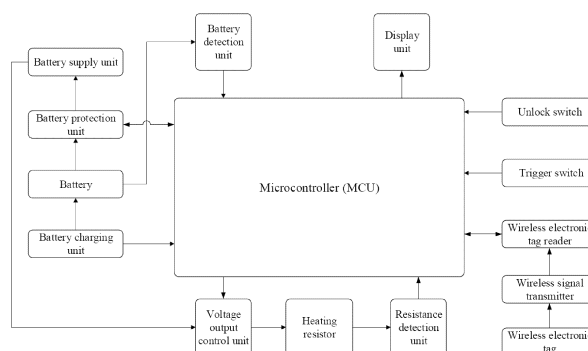 Battery
detection
unit
Display
unit
Battery supply unit
Battery protection
unit
Battery
Battery charging
unit
Microcontroller (MCU)
Unlock switch
Trigger switch
Wireless electroni
tag reader
Wireless signal
transmitter
Wireless electroni
tag
Voltage
output
control unit
Heating
resistor
Resistance
detection
unit